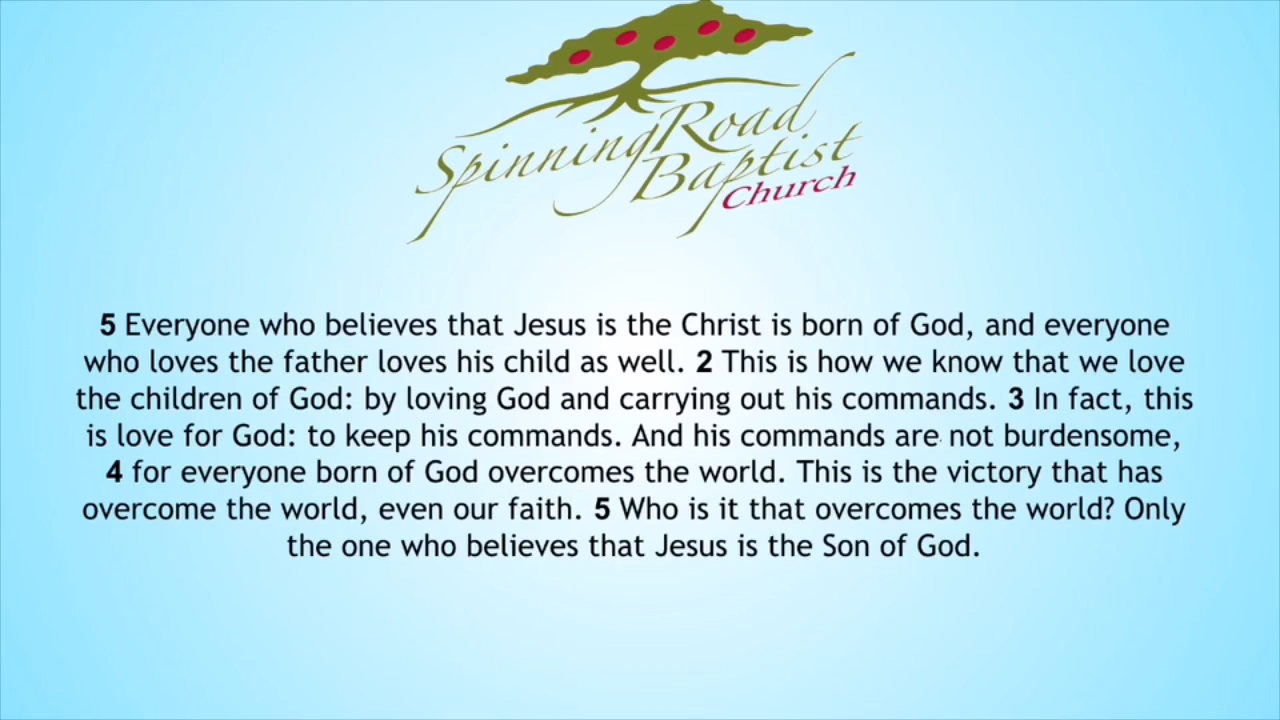 Spinning Road
Baptist
Church
5 Everyone who believes that Jesus is the Christ is born of God, and everyone
who loves the father loves his child as well. 2 This is how we know that we love
the children of God: by loving God and carrying out his commands. 3 In fact, this
is love for God: to keep his commands. And his commands are not burdensome,
4 for everyone born of God overcomes the world. This is the victory that has
overcome the world, even our faith. 5 Who is it that overcomes the world? Only
the one who believes that Jesus is the Son of God.